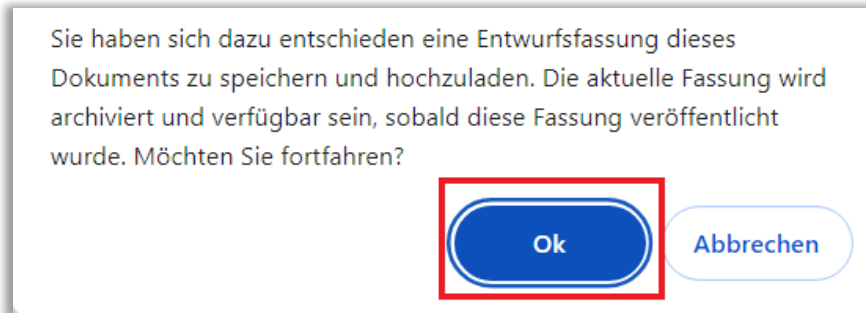 Sie haben sich dazu entschieden eine Entwurfsfassung dieses
Dokuments zu speichern und hochzuladen. Die aktuelle Fassung wird
archiviert und verfügbar sein, sobald diese Fassung veröffentlicht
wurde. Möchten Sie fortfahren?
Ok Abbrechen